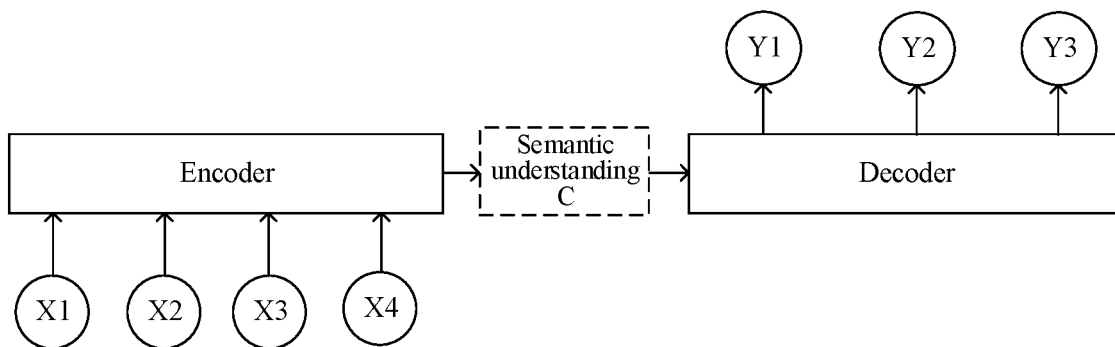 Y1 Y2 Y3
Encoder
Semantic
understanding
C
Decoder
X1 X2 X3 X4